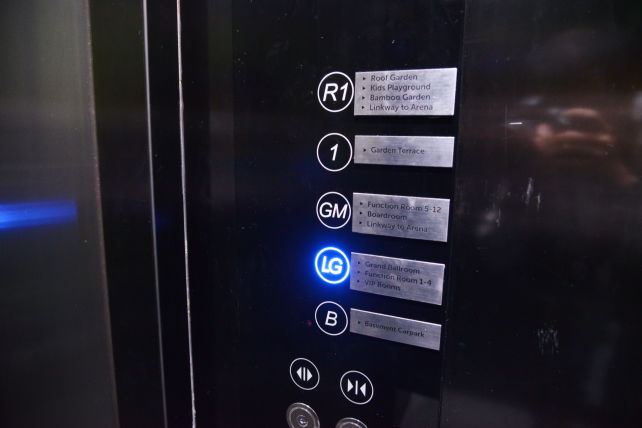 R1
Roof Garden
Kids Playground
Bamboo Garden
Linkway to Arena
1
Garden Terrace
GM
Function Room 5-12
Boardroom
Linkway to Arena
LG
Grand Ballroom
Function Room 1-4
VIP Rooms
B
Basement Carpark